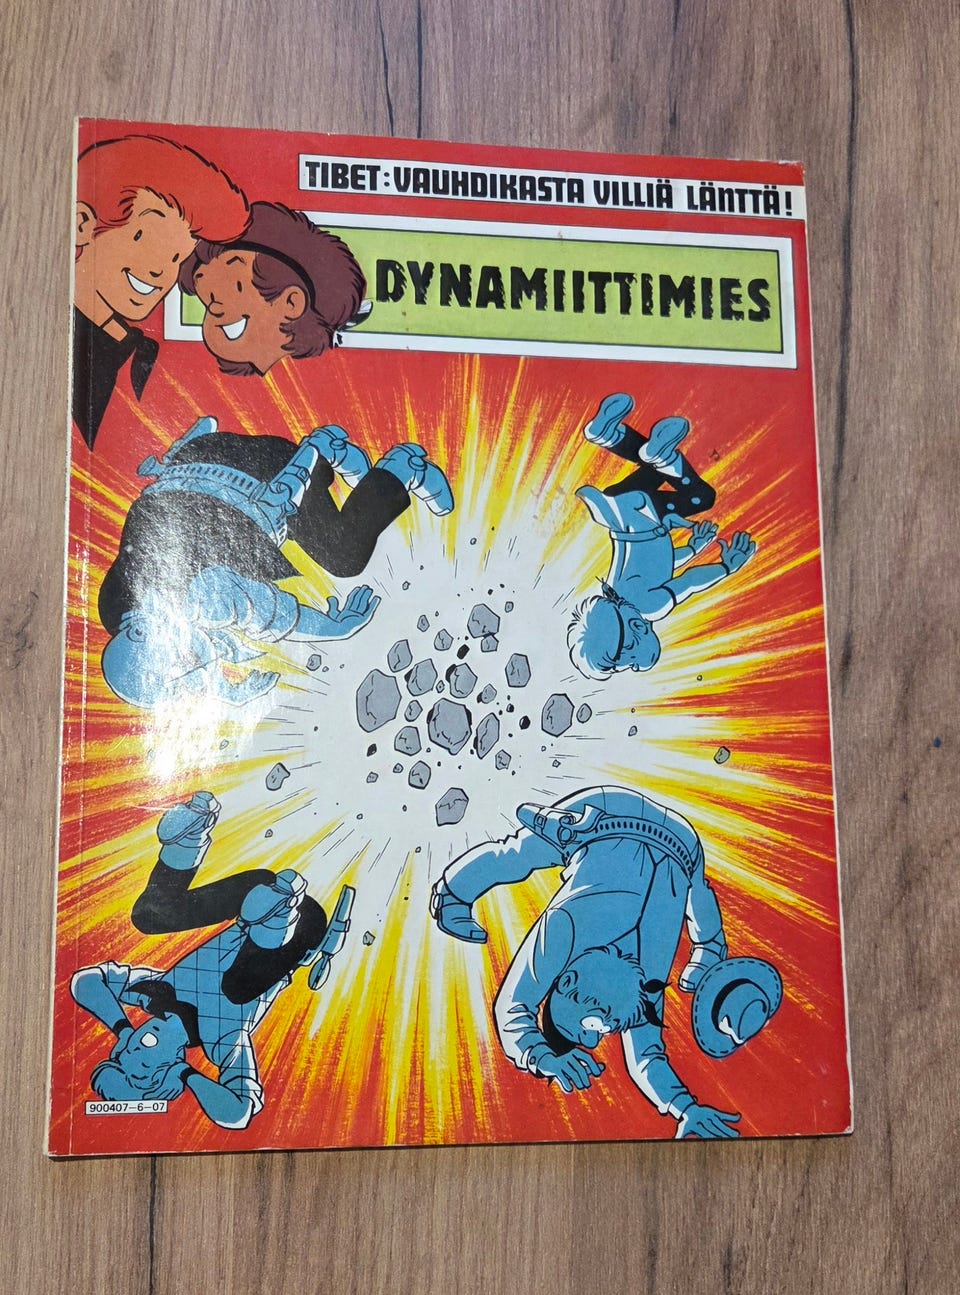 TIBET: VAUHDIKASTA VILLIÄ LÄNTTÄ!
DYNAMIITTIMIES
900407-6-07